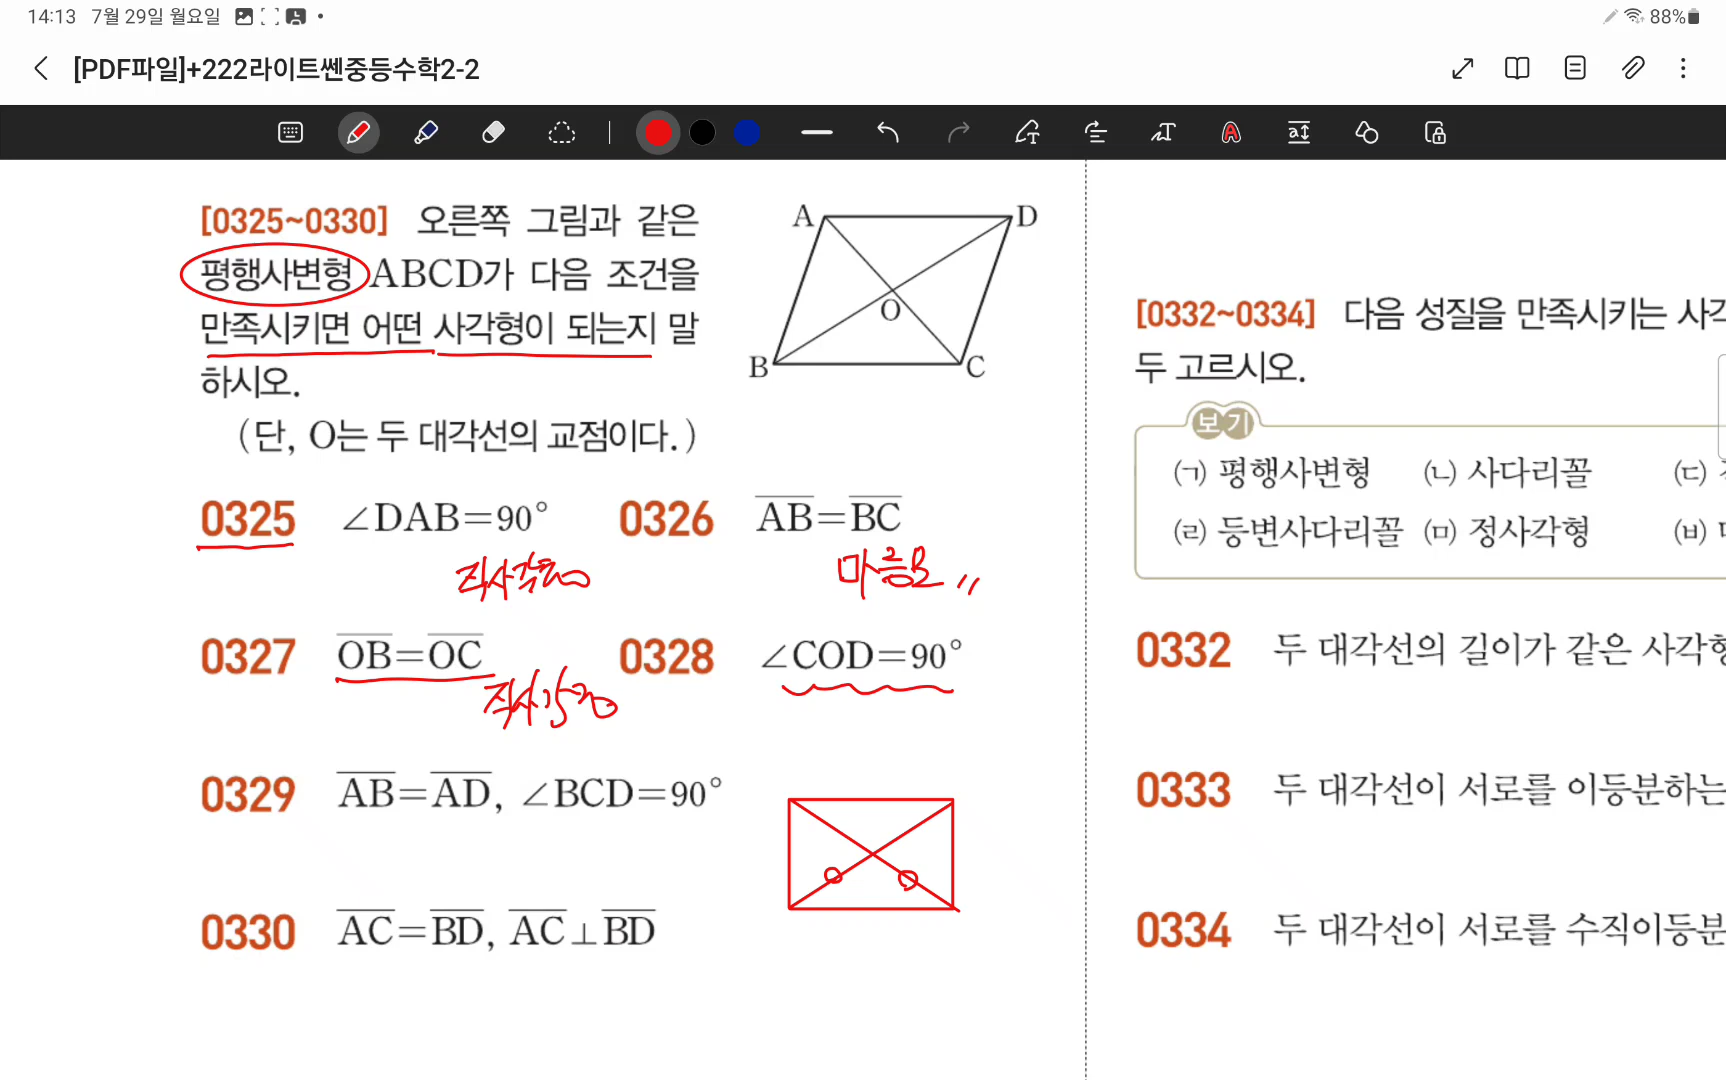 14:13 7월 29일 월요일
88%
[PDF파일]+222라이트쎈중등수학2-2
[0325~0330] 오른쪽 그림과 같은
평행사변형 ABCD가 다음 조건을
만족시키면 어떤 사각형이 되는지 말
하시오.
(단, O는 두 대각선의 교점이다.)
A
D
O
B
C
0325 ∠DAB=90°
직사각형
0326 AB=BC
마름모
0327 OB=OC
직사각형
0328 ∠COD=90°
0329 AB=AD, ∠BCD=90°
0330 AC=BD, AC⊥BD
[0332~0334] 다음 성질을 만족시키는
두 고르시오.
보기
(ㄱ) 평행사변형 (ㄴ) 사다리꼴 (ㄷ)
(ㄹ) 등변사다리꼴 (ㅁ) 정사각형 (ㅂ)
0332 두 대각선의 길이가 같은
0333 두 대각선이 서로를 이등분하는
0334 두 대각선이 서로를 수직이등분